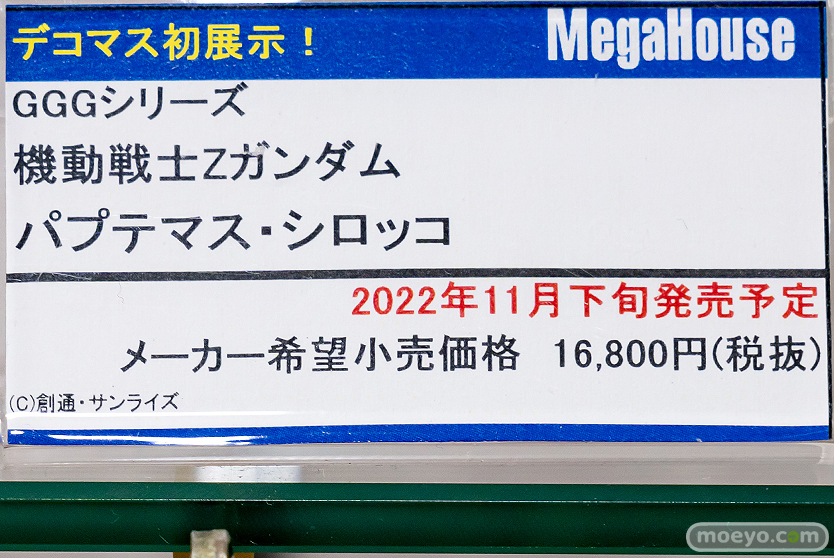 デコマス初展示！ MegaHouse
GGGシリーズ
機動戦士Zガンダム
パプテマス・シロッコ
2022年11月下旬発売予定
メーカー希望小売価格 16,800円(税抜)
(C)創通・サンライズ
moeyo.com